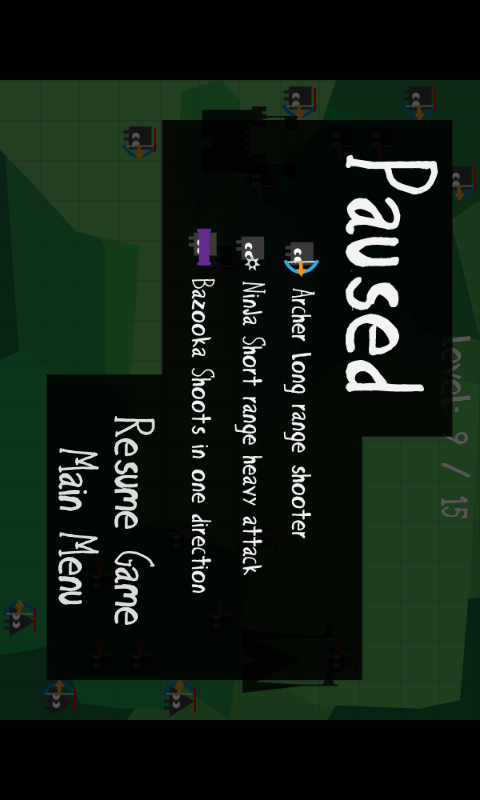 Paused
Level: 9 / 15
Archer long range shooter
Ninja Short range heavy attack
Bazooka Shoots in one direction
Resume Game
Main Menu